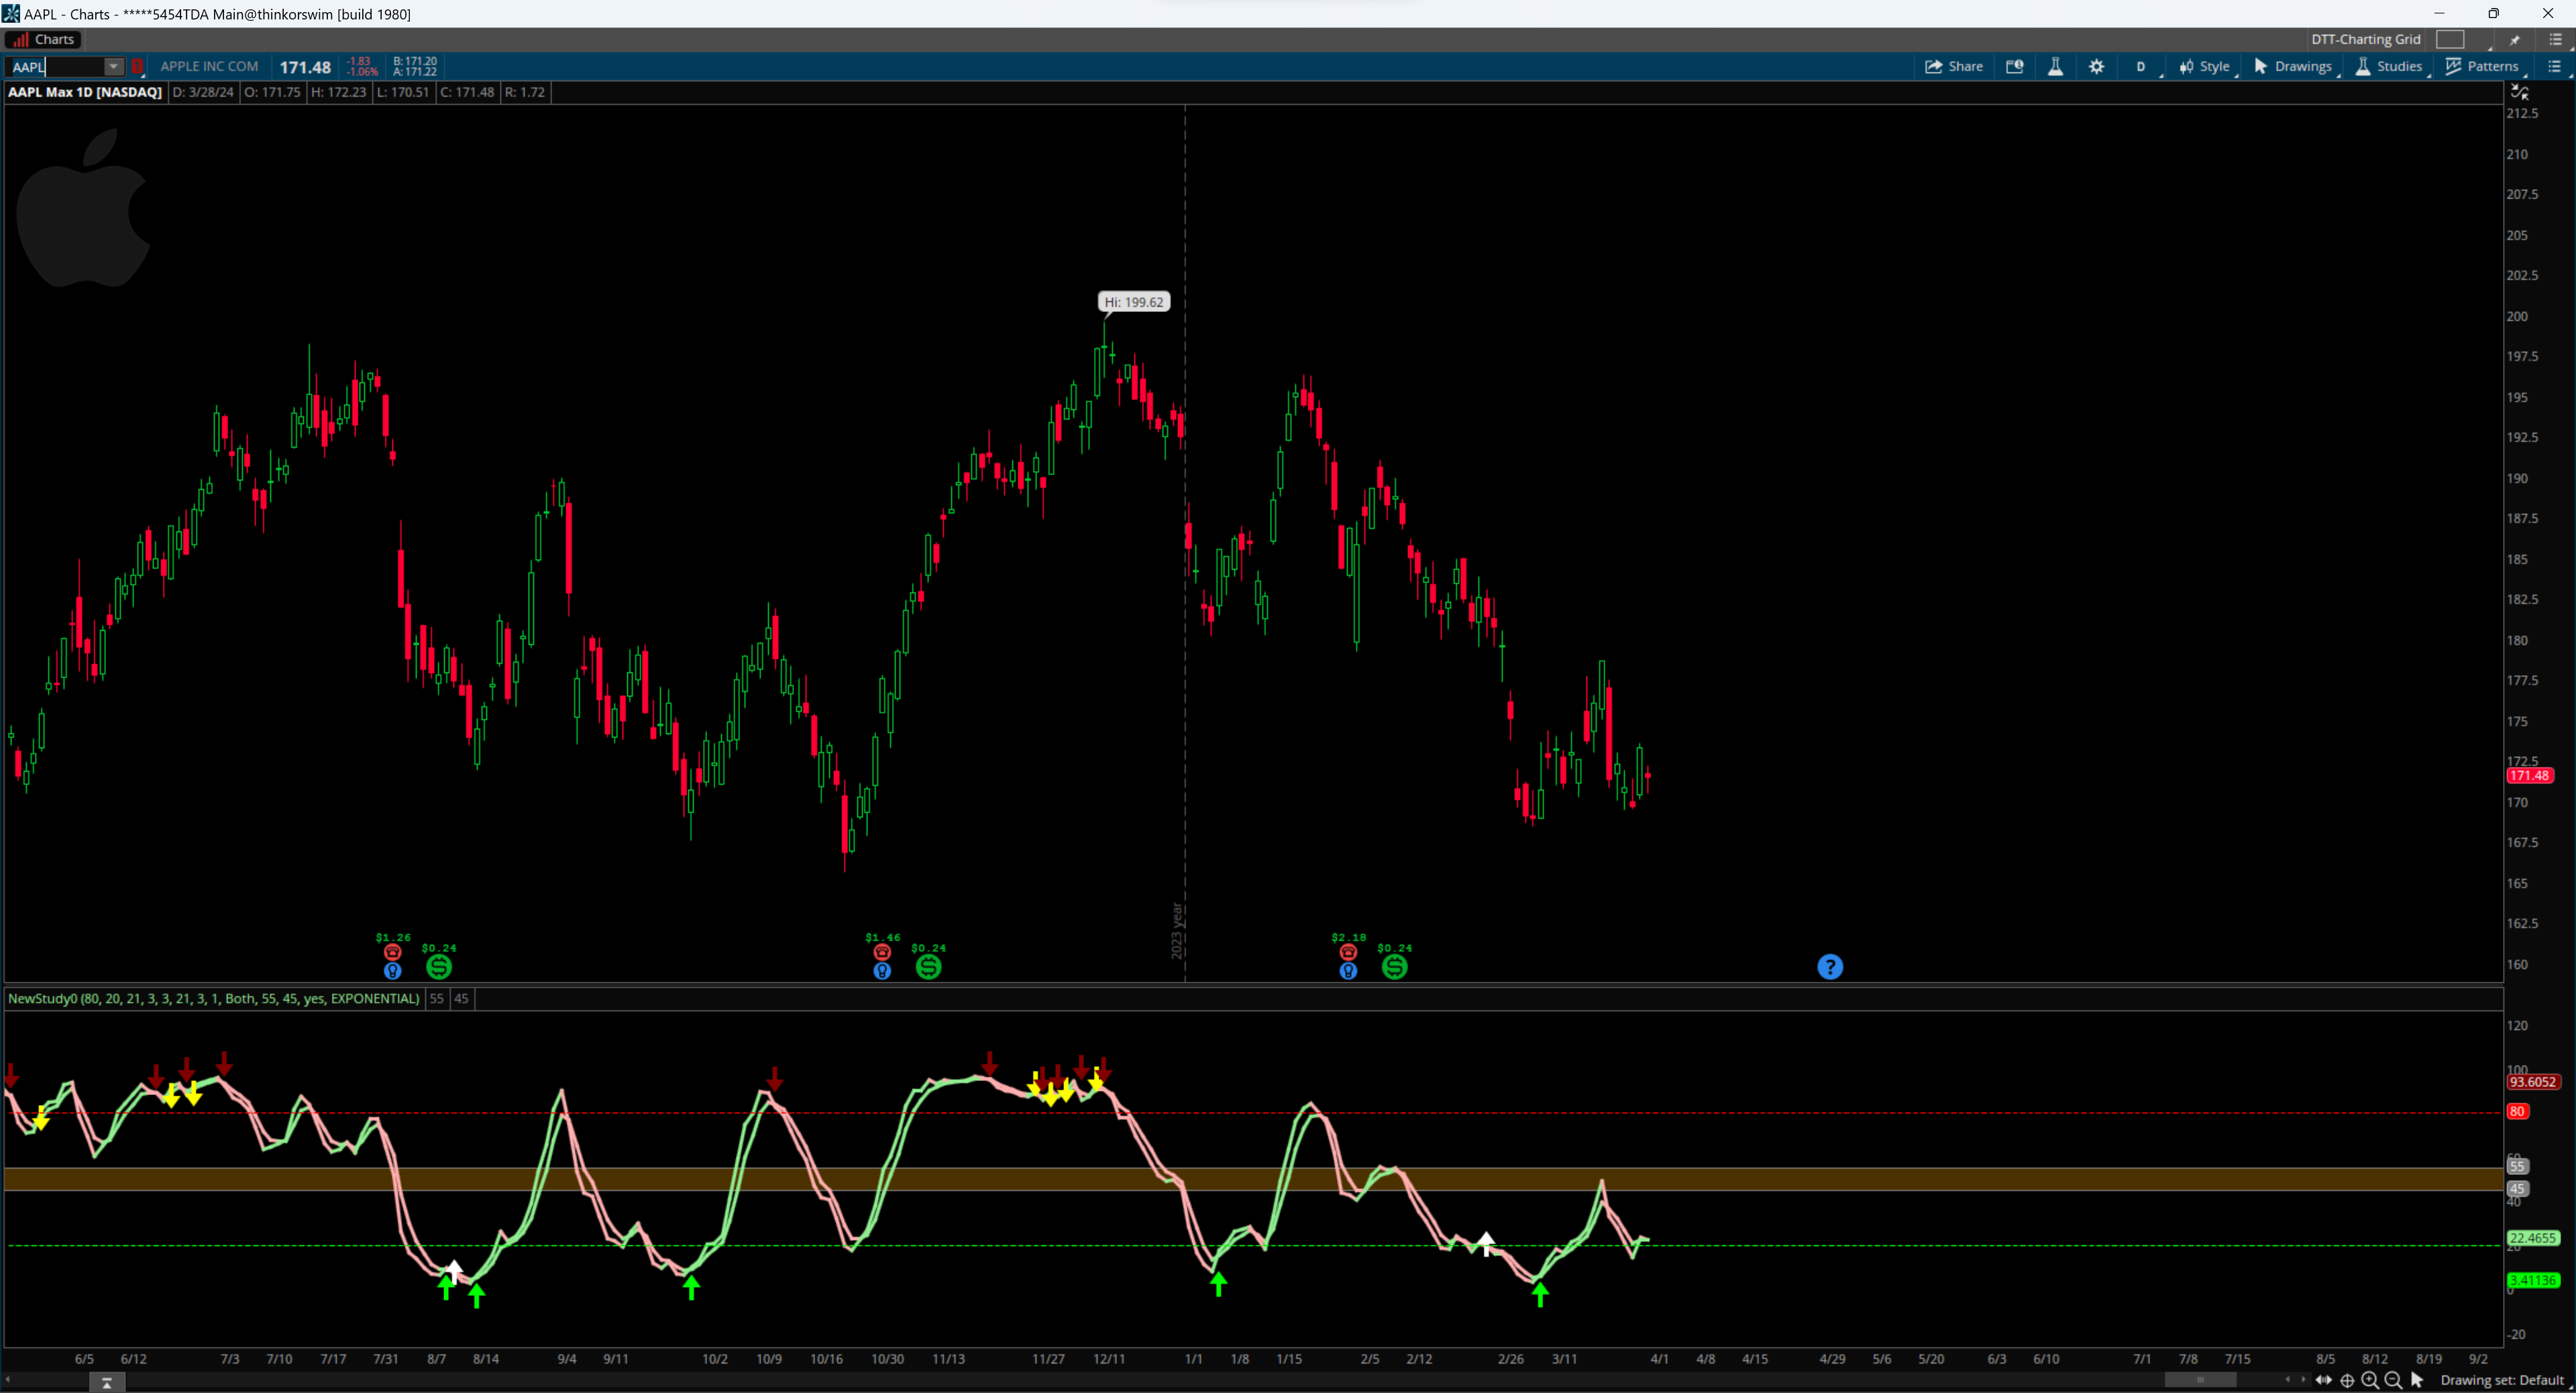 AAPL - Charts - *****5454TDA Main@thinkorswim [build 1980]
Charts
DTT-Charting Grid
AAPL
APPLE INC COM
171.48
-1.83
-1.06%
B: 171.20
A: 171.22
Share
D
Style
Drawings
Studies
Patterns
AAPL Max 1D [NASDAQ] D: 3/28/24 O: 171.75 H: 172.23 L: 170.51 C: 171.48 R: 1.72
212.5
210
207.5
205
202.5
Hi: 199.62
200
197.5
195
192.5
190
187.5
185
182.5
180
177.5
175
172.5
171.48
170
167.5
165
162.5
160
2023 year
$1.26 $0.24 $1.46 $0.24 $2.18 $0.24
?
NewStudy0 (80, 20, 21, 3, 3, 21, 3, 1, Both, 55, 45, yes, EXPONENTIAL) 55 45
120
100
93.6052
80
60
55
45
40
22.4655
20
3.41136
0
-20
6/5 6/12 7/3 7/10 7/17 7/31 8/7 8/14 9/4 9/11 10/2 10/9 10/16 10/30 11/13 11/27 12/11 1/1 1/8 1/15 2/5 2/12 2/26 3/11 4/1 4/8 4/15 4/29 5/6 5/20 6/3 6/10 7/1 7/8 7/15 8/5 8/12 8/19 9/2
Drawing set: Default